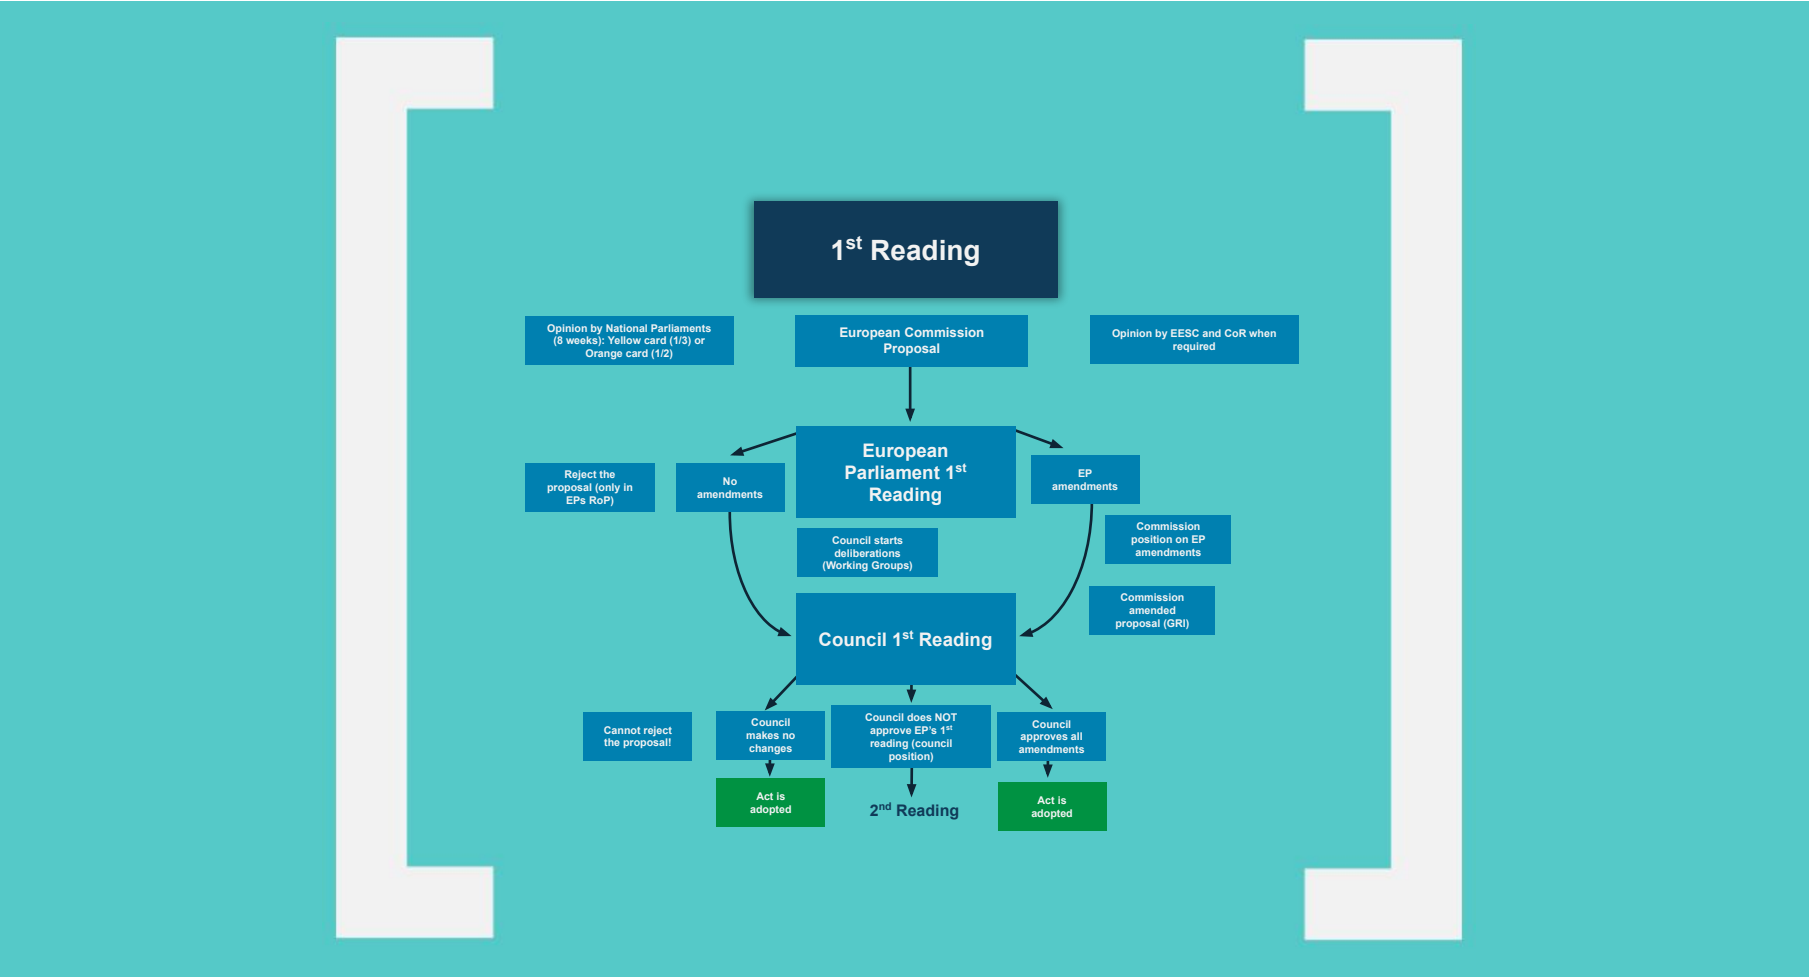 1st Reading
Opinion by National Parliaments
(8 weeks): Yellow card (1/3) or
Orange card (1/2)
European Commission
Proposal
Opinion by EESC and CoR when
required
Reject the
proposal (only in
EPs RoP)
No
amendments
European
Parliament 1st
Reading
EP
amendments
Council starts
deliberations
(Working Groups)
Commission
position on EP
amendments
Commission
amended
proposal (GRI)
Council 1st Reading
Cannot reject
the proposal!
Council
makes no
changes
Council does NOT
approve EP's 1st
reading (council
position)
Council
approves all
amendments
Act is
adopted
2nd Reading
Act is
adopted